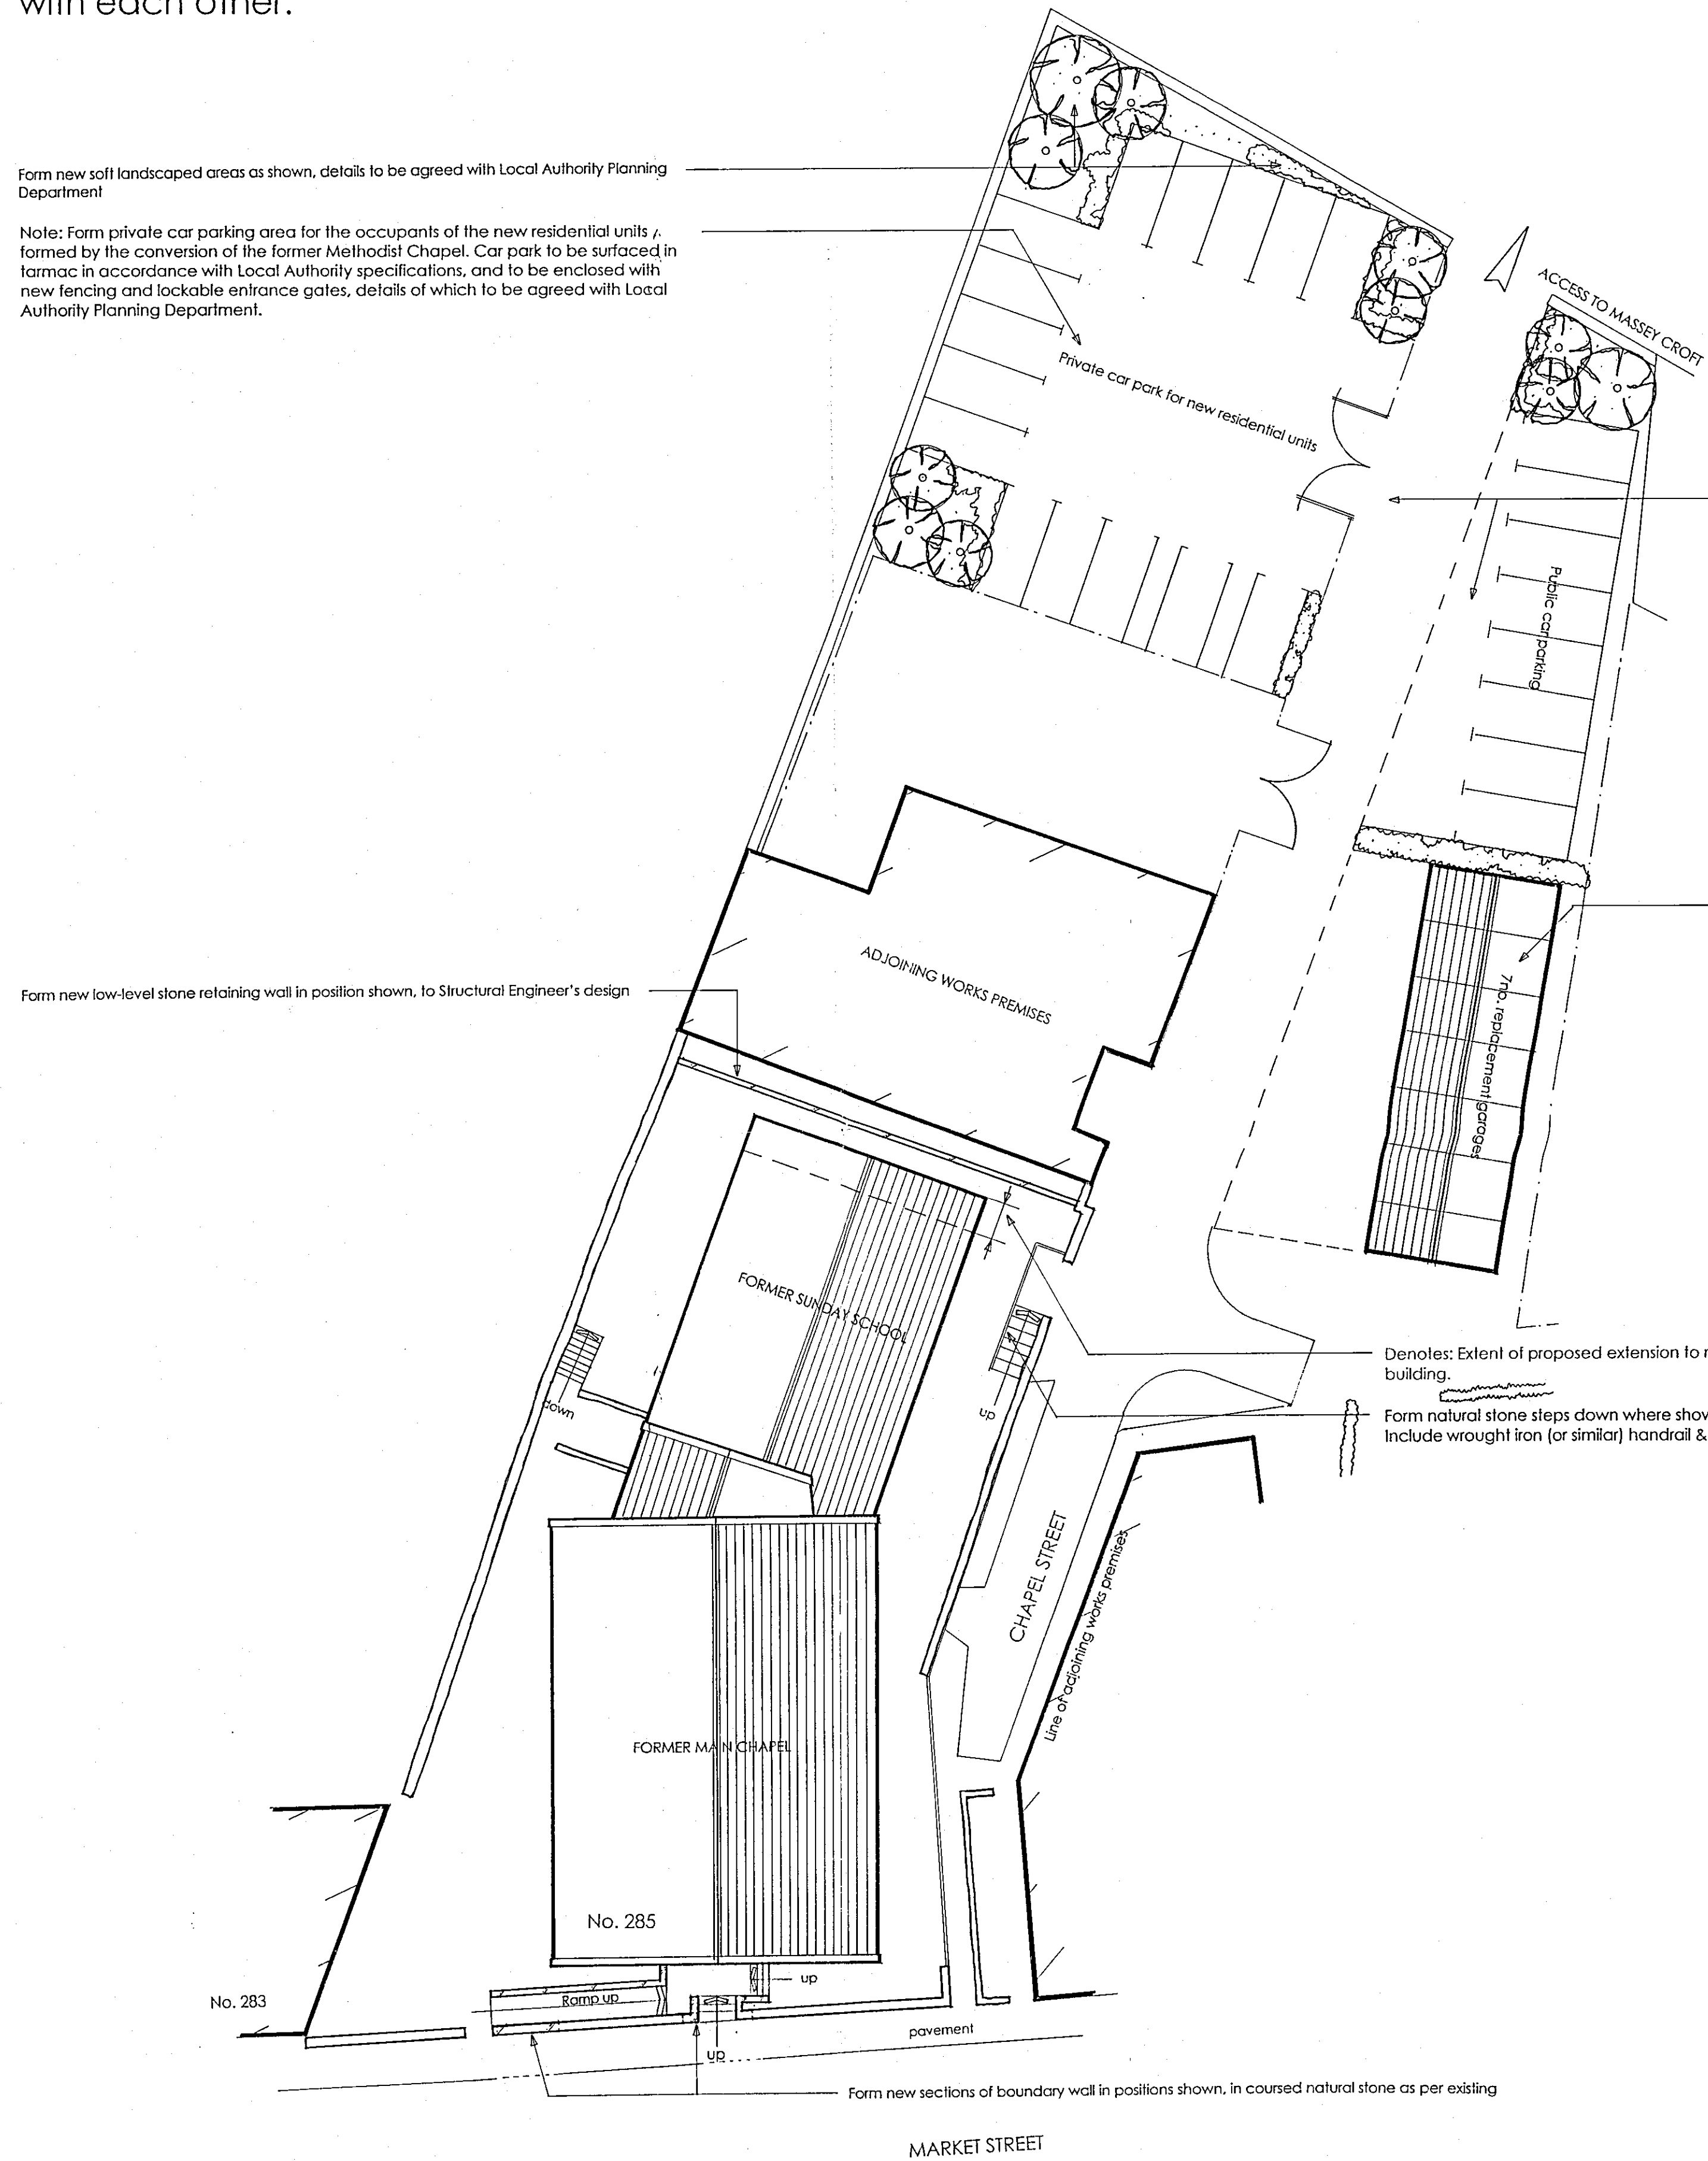 with each other.
Form new soft landscaped areas as shown, details to be agreed with Local Authority Planning
Department
Note: Form private car parking area for the occupants of the new residential units
formed by the conversion of the former Methodist Chapel. Car park to be surfaced in
tarmac in accordance with Local Authority specifications, and to be enclosed with
new fencing and lockable entrance gates, details of which to be agreed with Local
Authority Planning Department.
ACCESS TO MASSEY CROFT
Private car park for new residential units
Public car parking
ADJOINING WORKS PREMISES
Form new low-level stone retaining wall in position shown, to Structural Engineer's design
7no. replacement garages
FORMER SUNDAY SCHOOL
Denotes: Extent of proposed extension to
building.
down
up
Form natural stone steps down where
Include wrought iron (or similar) handrail &
CHAPEL STREET
Line of adjoining works premises
FORMER MAIN CHAPEL
No. 285
up
No. 283
Ramp up
pavement
up
Form new sections of boundary wall in positions shown, in coursed natural stone as per existing
MARKET STREET